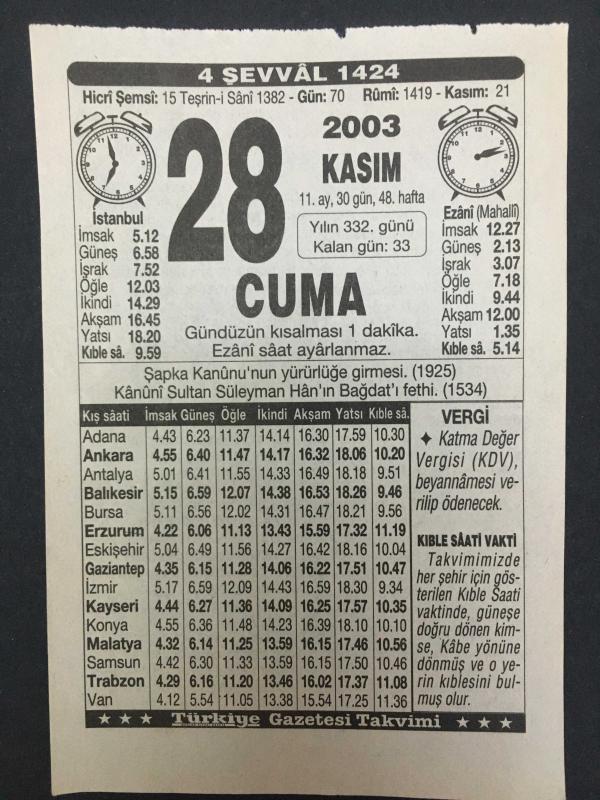 4 ŞEVVÂL 1424
Hicrî Şemsî: 15 Teşrin-i Sânî 1382 - Gün: 70 Rûmî: 1419 - Kasım: 21
28
2003
KASIM
11. ay, 30 gün, 48. hafta
Yılın 332. günü
Kalan gün: 33
CUMA
Gündüzün kısalması 1 dakîka.
Ezânî sâat ayârlanmaz.
İstanbul
İmsak 5.12
Güneş 6.58
İşrak 7.52
Öğle 12.03
İkindi 14.29
Akşam 16.45
Yatsı 18.20
Kıble sâ. 9.59
Ezânî (Mahallî)
İmsak 12.27
Güneş 2.13
İşrak 3.07
Öğle 7.18
İkindi 9.44
Akşam 12.00
Yatsı 1.35
Kıble sâ. 5.14
Şapka Kanûnu'nun yürürlüğe girmesi. (1925)
Kânûnî Sultan Süleyman Hân'ın Bağdat'ı fethi. (1534)
Kış sâati İmsak Güneş Öğle İkindi Akşam Yatsı Kıble sâ.
Adana 4.43 6.23 11.37 14.14 16.30 17.59 10.30
Ankara 4.55 6.40 11.47 14.17 16.32 18.06 10.20
Antalya 5.01 6.41 11.55 14.33 16.49 18.18 9.51
Balıkesir 5.15 6.59 12.07 14.38 16.53 18.26 9.46
Bursa 5.11 6.56 12.02 14.31 16.47 18.21 9.56
Erzurum 4.22 6.06 11.13 13.43 15.59 17.32 11.19
Eskişehir 5.04 6.49 11.56 14.27 16.42 18.16 10.04
Gaziantep 4.35 6.15 11.28 14.06 16.22 17.51 10.47
İzmir 5.17 6.59 12.09 14.43 16.59 18.30 9.34
Kayseri 4.44 6.27 11.36 14.09 16.25 17.57 10.35
Konya 4.55 6.36 11.48 14.23 16.39 18.10 10.10
Malatya 4.32 6.14 11.25 13.59 16.15 17.46 10.56
Samsun 4.42 6.30 11.33 13.59 16.15 17.50 10.46
Trabzon 4.29 6.16 11.20 13.46 16.02 17.37 11.08
Van 4.12 5.54 11.05 13.38 15.54 17.25 11.36
VERGİ
✦ Katma Değer
Vergisi (KDV),
beyannâmesi ve-
rilip ödenecek.
KIBLE SÂATİ VAKTİ
Takvimimizde
her şehir için gös-
terilen Kıble Saati
vaktinde, güneşe
doğru dönen kim-
se, Kâbe yönüne
dönmüş ve o ye-
rin kıblesini bul-
muş olur.
★ ★ ★ Türkiye Gazetesi Takvimi ★ ★ ★